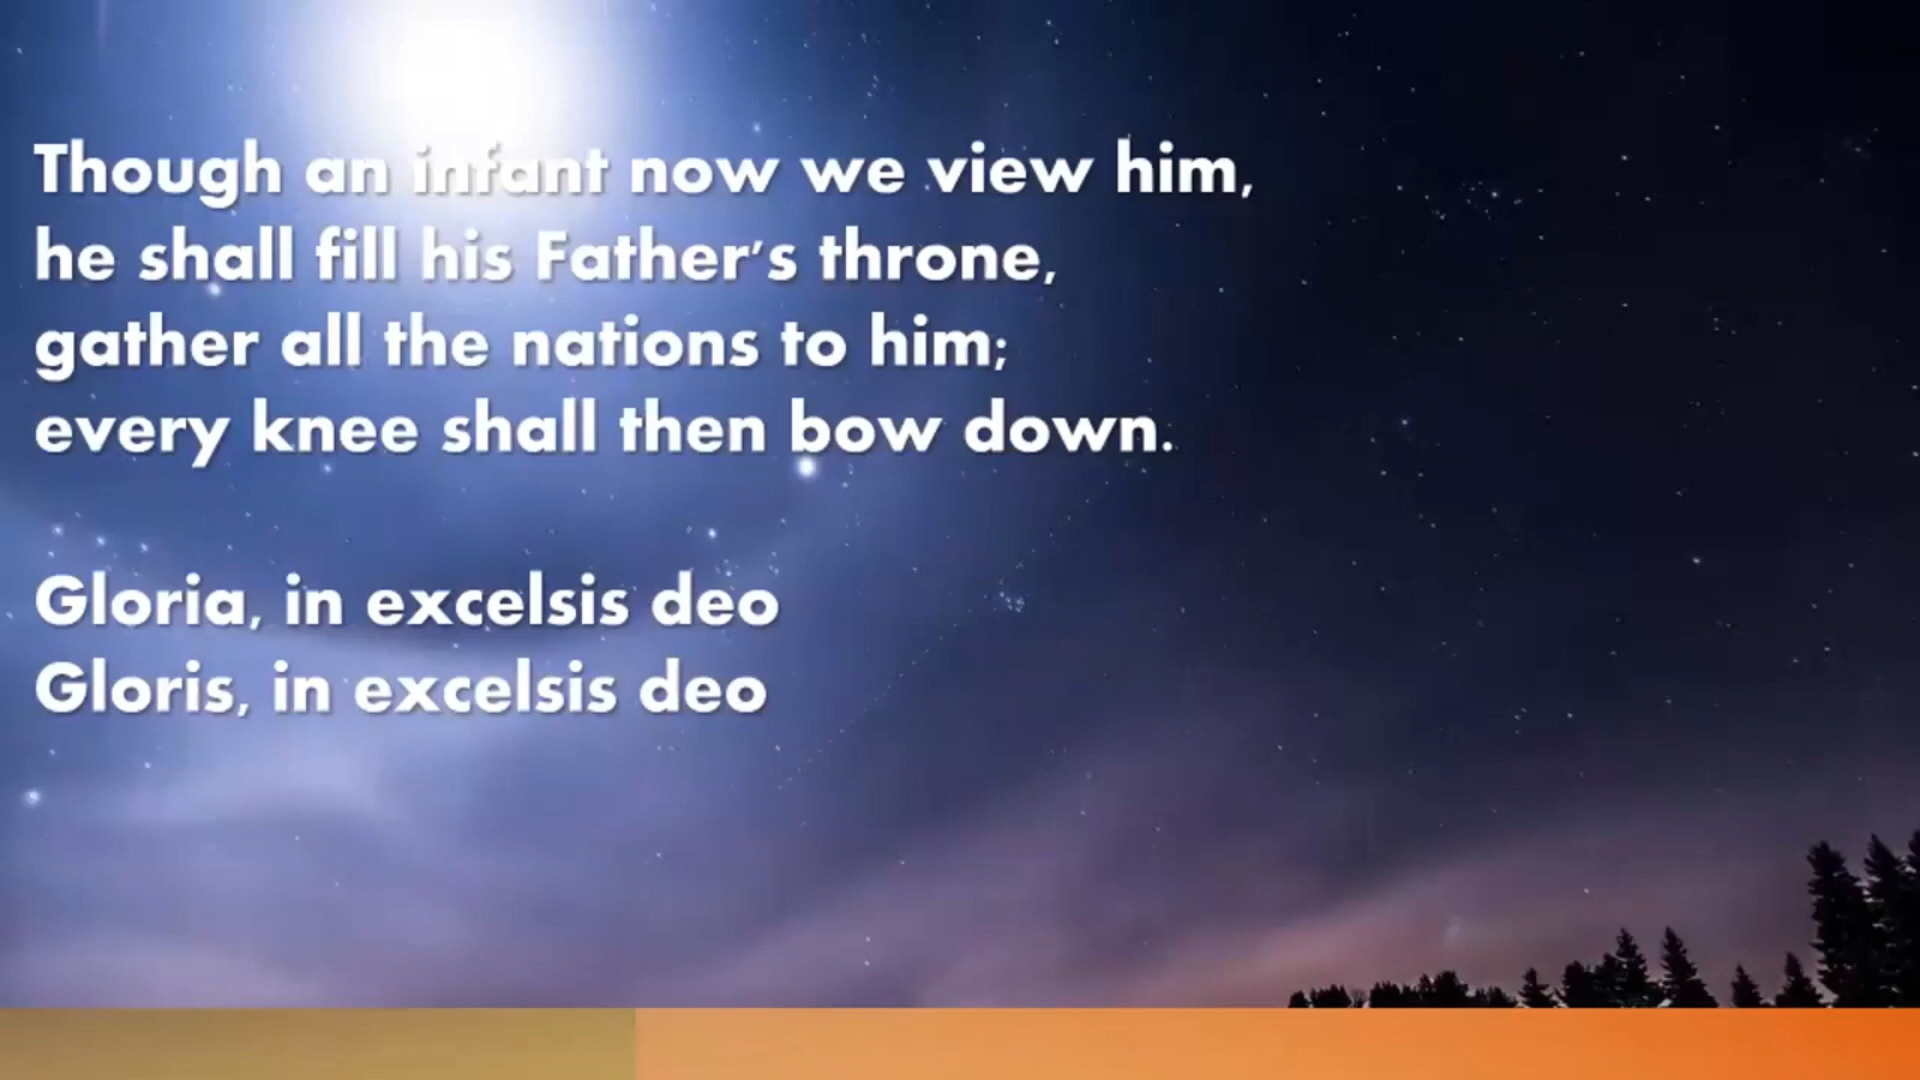 Though an infant now we view him,
he shall fill his Father's throne,
gather all the nations to him;
every knee shall then bow down.
Gloria, in excelsis deo
Gloris, in excelsis deo